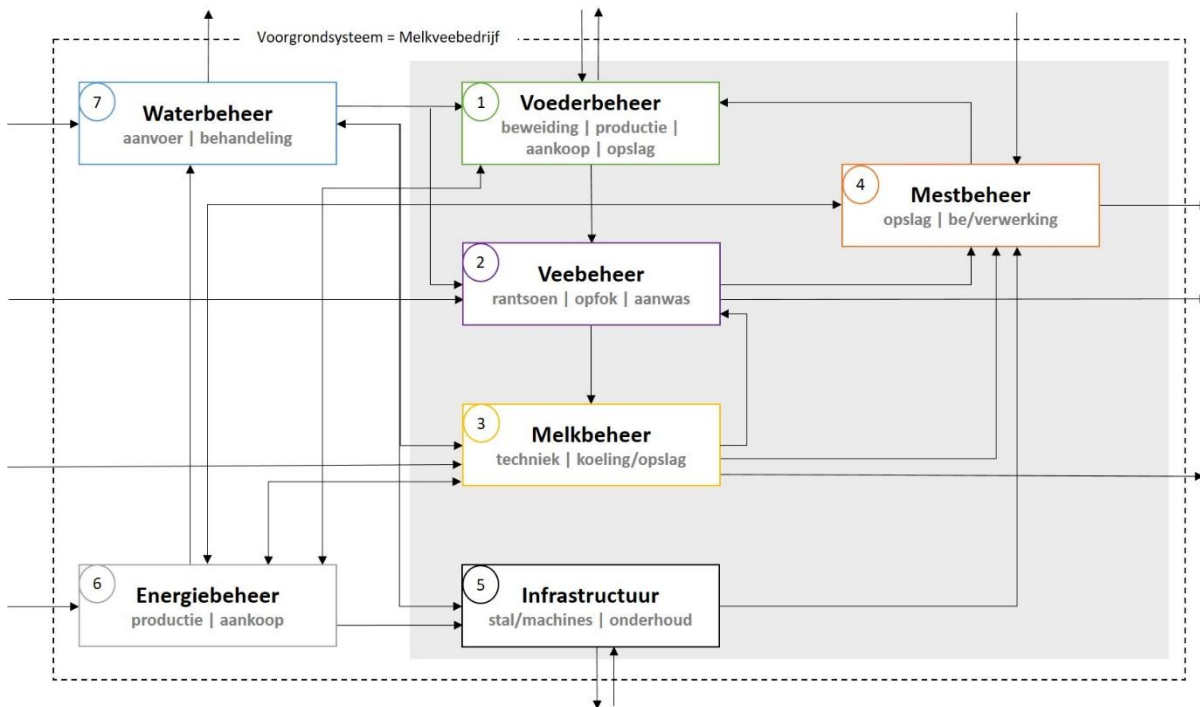 Voorgrondsysteem = Melkveebedrijf
7
Waterbeheer
aanvoer | behandeling
1
Voederbeheer
beweiding | productie |
aankoop | opslag
4
Mestbeheer
opslag | be/verwerking
2
Veebeheer
rantsoen | opfok | aanwas
3
Melkbeheer
techniek | koeling/opslag
6
Energiebeheer
productie | aankoop
5
Infrastructuur
stal/machines | onderhoud